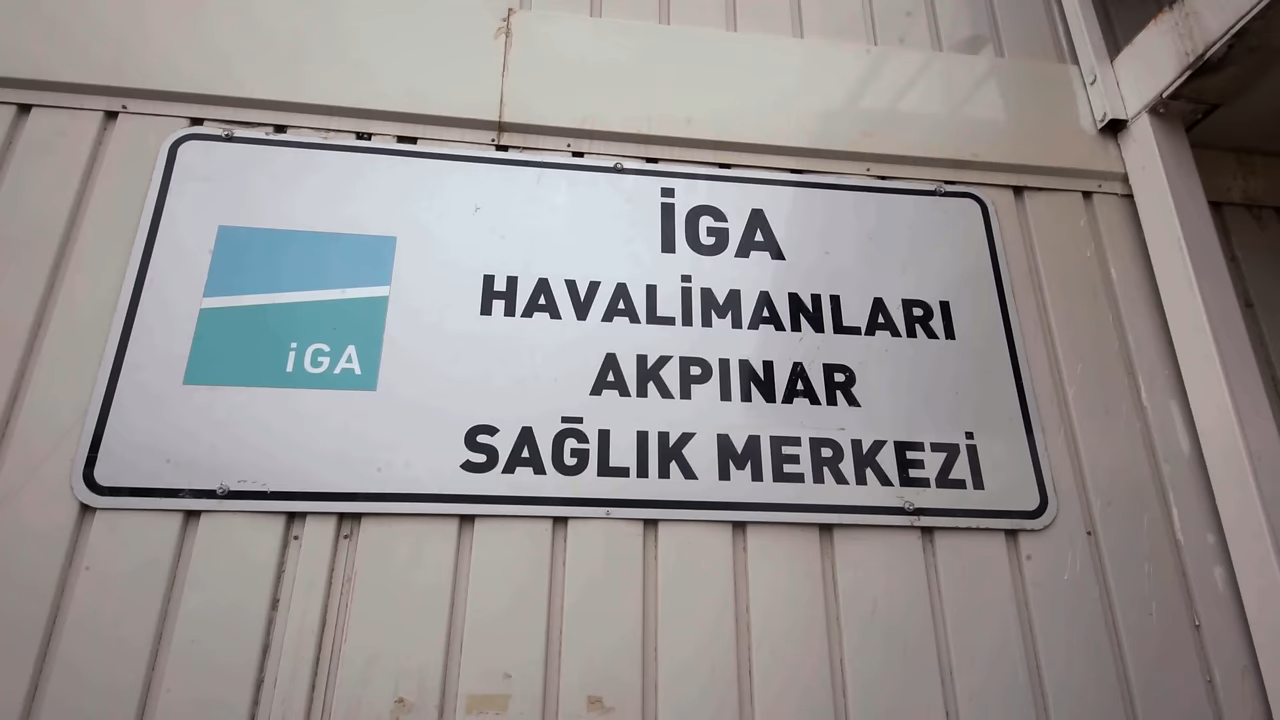 iGA
İGA
HAVALİMANLARI
AKPINAR
SAĞLIK MERKEZİ